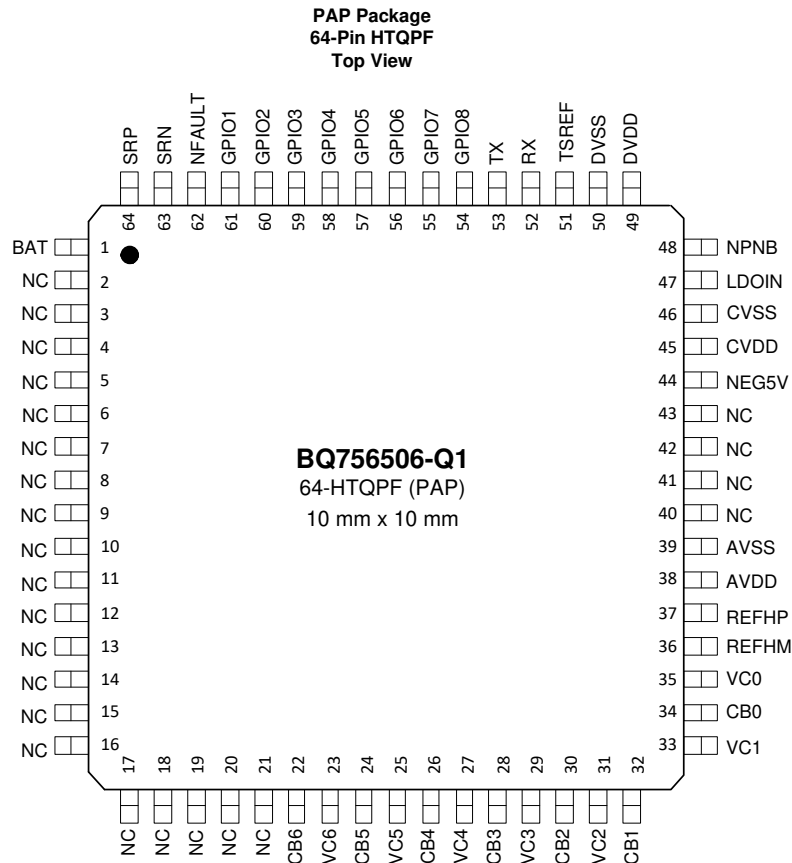 PAP Package
64-Pin HTQPF
Top View
SRP
SRN
NFAULT
GPIO1
GPIO2
GPIO3
GPIO4
GPIO5
GPIO6
GPIO7
GPIO8
TX
RX
TSREF
DVSS
DVDD
64
63
62
61
60
59
58
57
56
55
54
53
52
51
50
49
BAT 1
NC 2
NC 3
NC 4
NC 5
NC 6
NC 7
NC 8
NC 9
NC 10
NC 11
NC 12
NC 13
NC 14
NC 15
NC 16
BQ756506-Q1
64-HTQPF (PAP)
10 mm x 10 mm
48 NPNB
47 LDOIN
46 CVSS
45 CVDD
44 NEG5V
43 NC
42 NC
41 NC
40 NC
39 AVSS
38 AVDD
37 REFHP
36 REFHM
35 VC0
34 CB0
33 VC1
17
18
19
20
21
22
23
24
25
26
27
28
29
30
31
32
NC
NC
NC
NC
NC
CB6
VC6
CB5
VC5
CB4
VC4
CB3
VC3
CB2
VC2
CB1